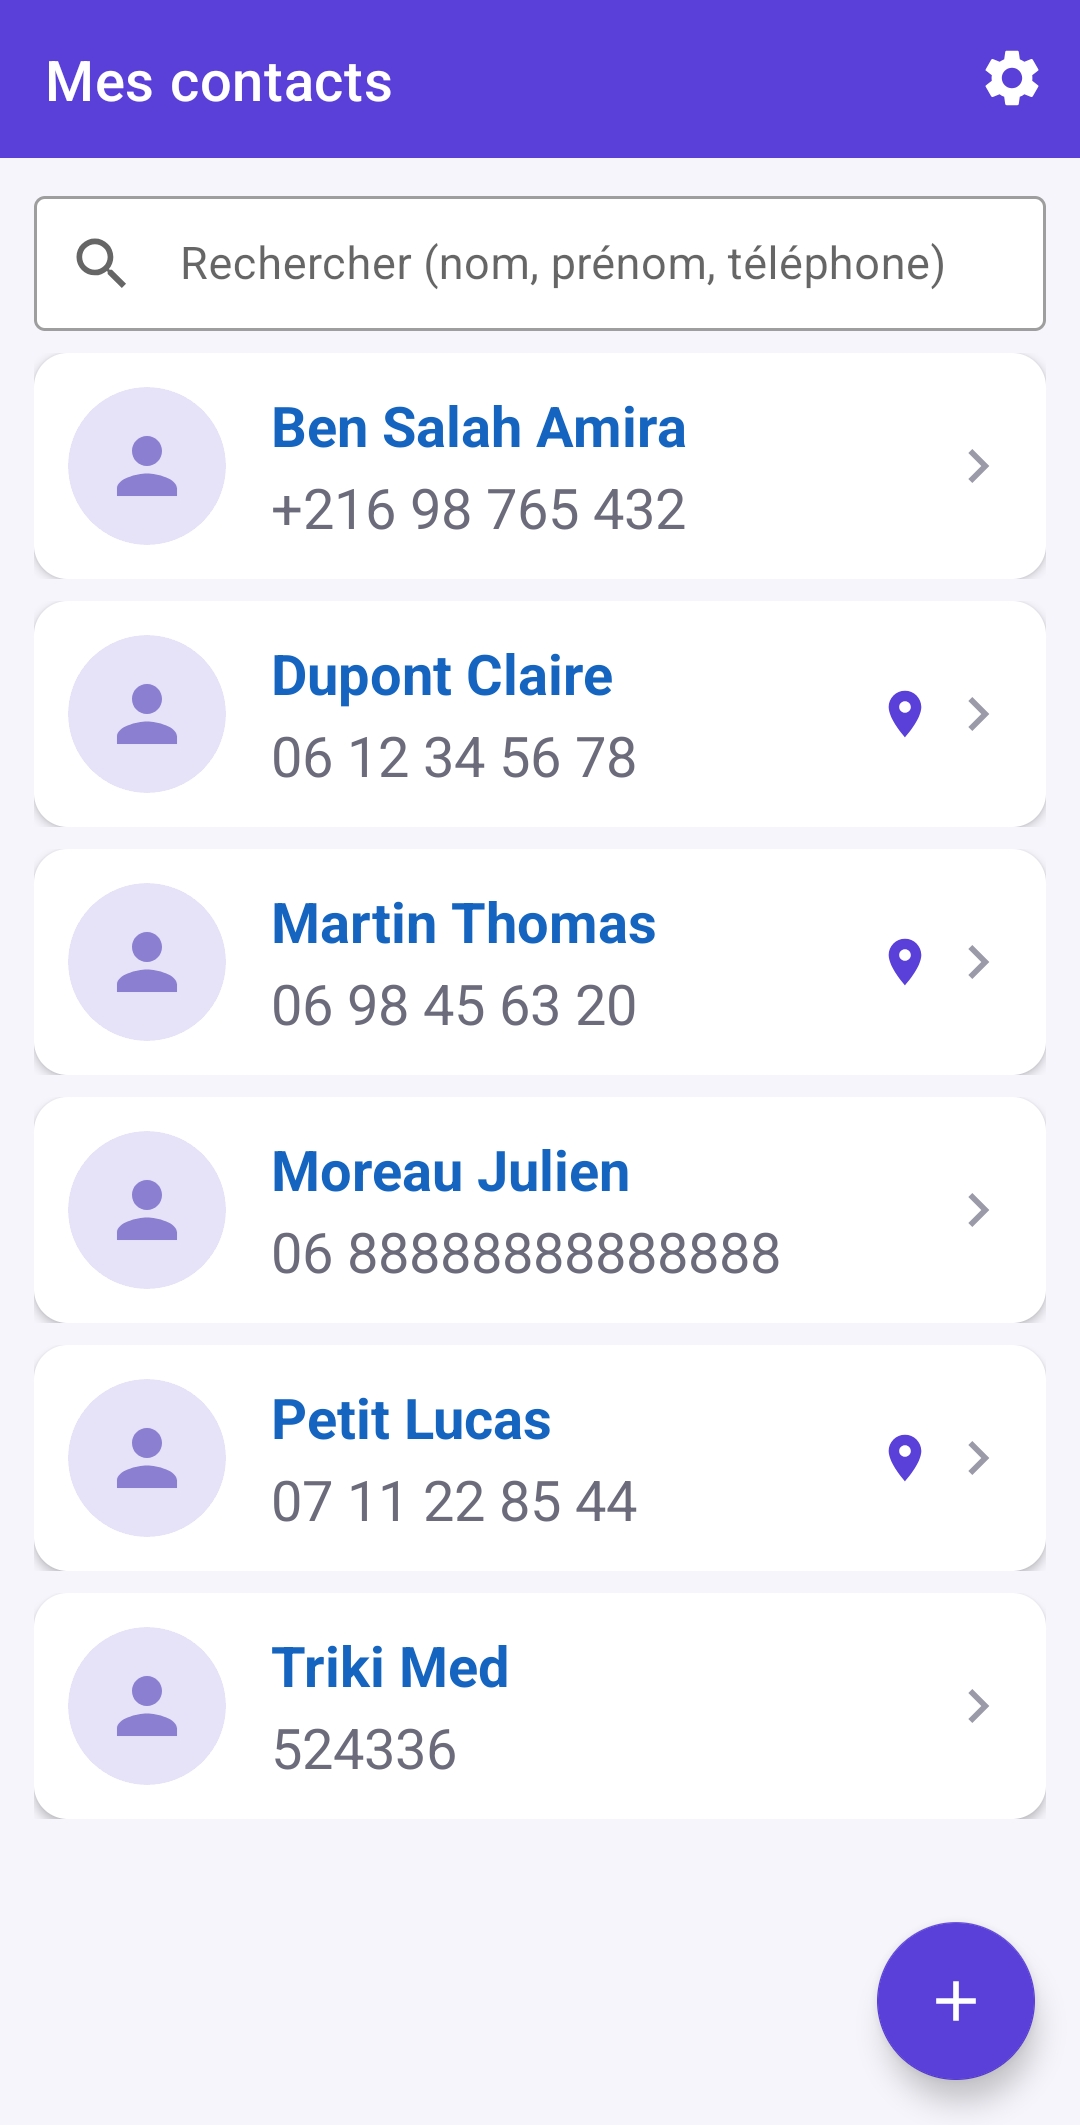 Mes contacts
Rechercher (nom, prénom, téléphone)
Ben Salah Amira
+216 98 765 432
Dupont Claire
06 12 34 56 78
Martin Thomas
06 98 45 63 20
Moreau Julien
06 88888888888888
Petit Lucas
07 11 22 85 44
Triki Med
524336